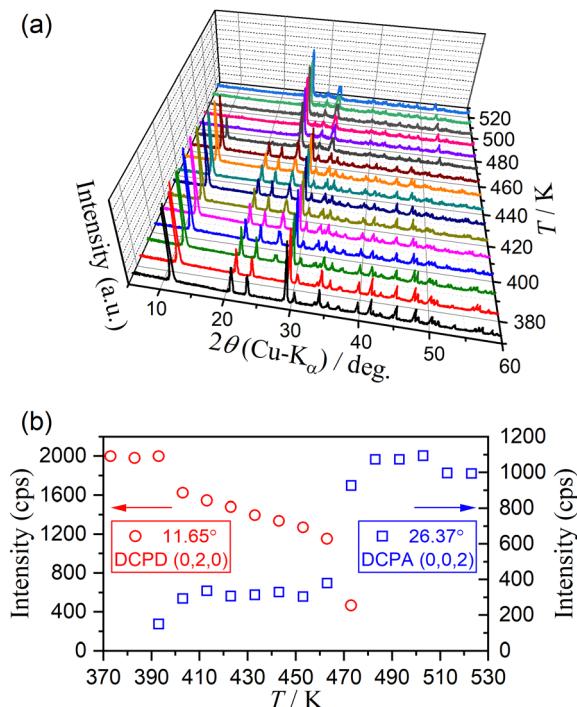 (a)
Intensity (a.u.)
10
20
30
40
50
60
2θ (Cu-Kα) / deg.
380
400
420
440
460
480
500
520
T / K
(b)
Intensity (cps)
2000
1600
1200
800
400
0
11.65°
DCPD (0,2,0)
26.37°
DCPA (0,0,2)
1200
1000
800
600
400
200
0
Intensity (cps)
370 390 410 430 450 470 490 510 530
T / K